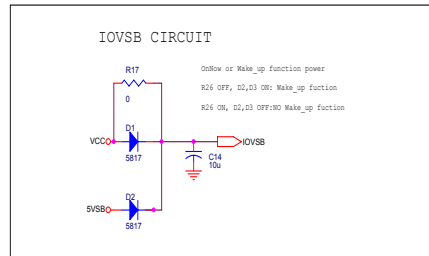 IOVSB CIRCUIT
OnNow or Wake_up function power
R17
R26 OFF, D2,D3 ON: Wake_up fuction
0
R26 ON, D2,D3 OFF:NO Wake_up fuction
D1
VCC
IOVSB
5817
C14
10u
D2
5VSB
5817